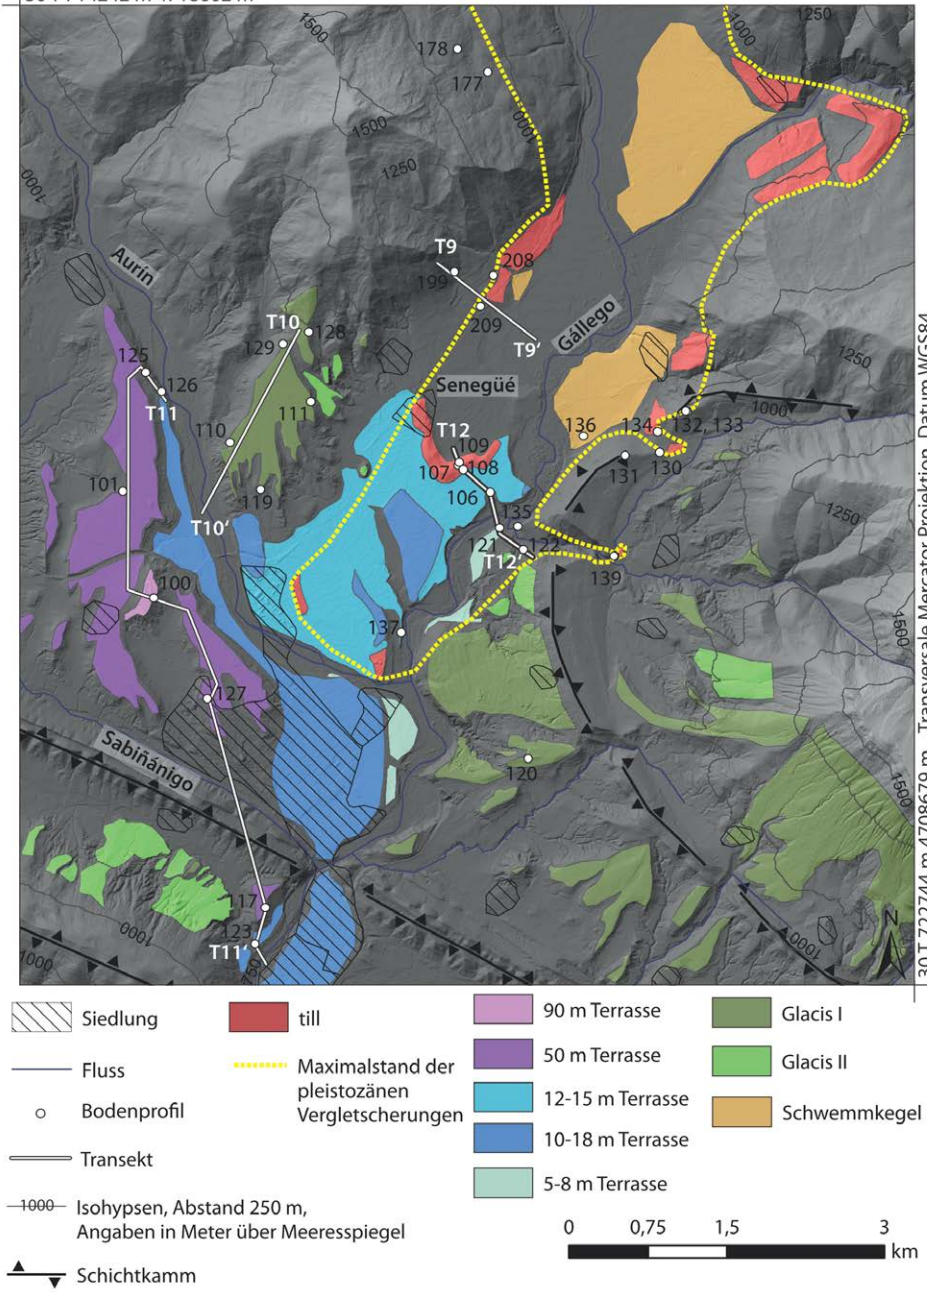 1250
1000
1500
178
177
1000
1500
1250
1000
1000
Aurín
T9
199
208
209
T9'
Gállego
1250
T10
128
129
125
126
T11
Senegüé
1000
111
110
T12
109
107
108
136
134
132, 133
131
130
101
119
106
T10'
135
121
122
T12'
1250
139
100
137
1500
127
Sabiñánigo
120
1500
117
123
T11'
1000
1000
1000
N
30 T 722744 m 4708679 m Transversale Mercator Projektion, Datum WGS84
Siedlung
Fluss
Bodenprofil
Transekt
1000
Isohypsen, Abstand 250 m,
Angaben in Meter über Meeresspiegel
Schichtkamm
till
Maximalstand der
pleistozänen
Vergletscherungen
90 m Terrasse
50 m Terrasse
12-15 m Terrasse
10-18 m Terrasse
5-8 m Terrasse
Glacis I
Glacis II
Schwemmkegel
0 0,75 1,5 3
km